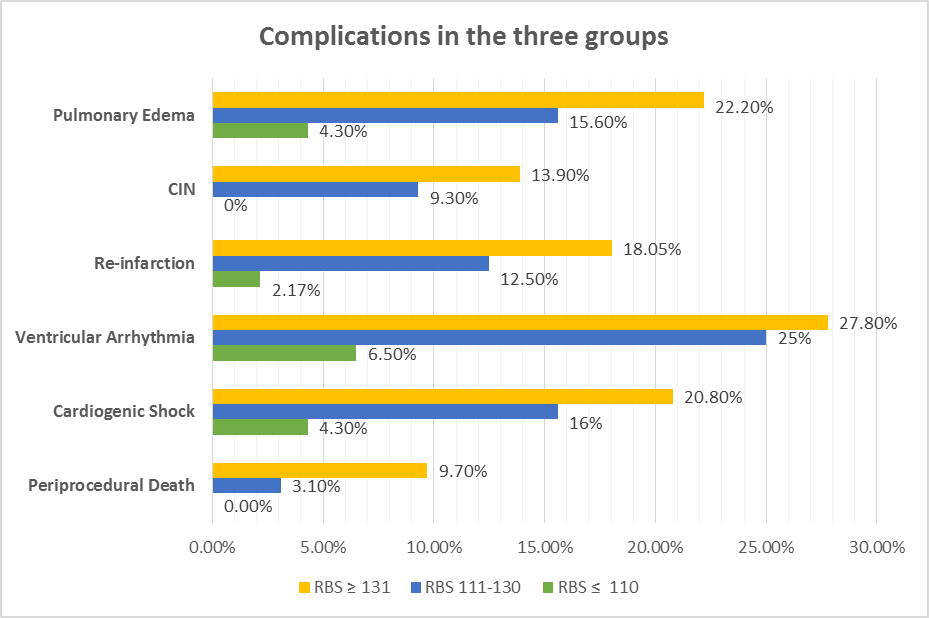 Complications in the three groups
Pulmonary Edema
22.20%
15.60%
4.30%
CIN
13.90%
9.30%
0%
Re-infarction
18.05%
12.50%
2.17%
Ventricular Arrhythmia
27.80%
25%
6.50%
Cardiogenic Shock
20.80%
16%
4.30%
Periprocedural Death
9.70%
3.10%
0.00%
0.00% 5.00% 10.00% 15.00% 20.00% 25.00% 30.00%
RBS ≥ 131 RBS 111-130 RBS ≤ 110